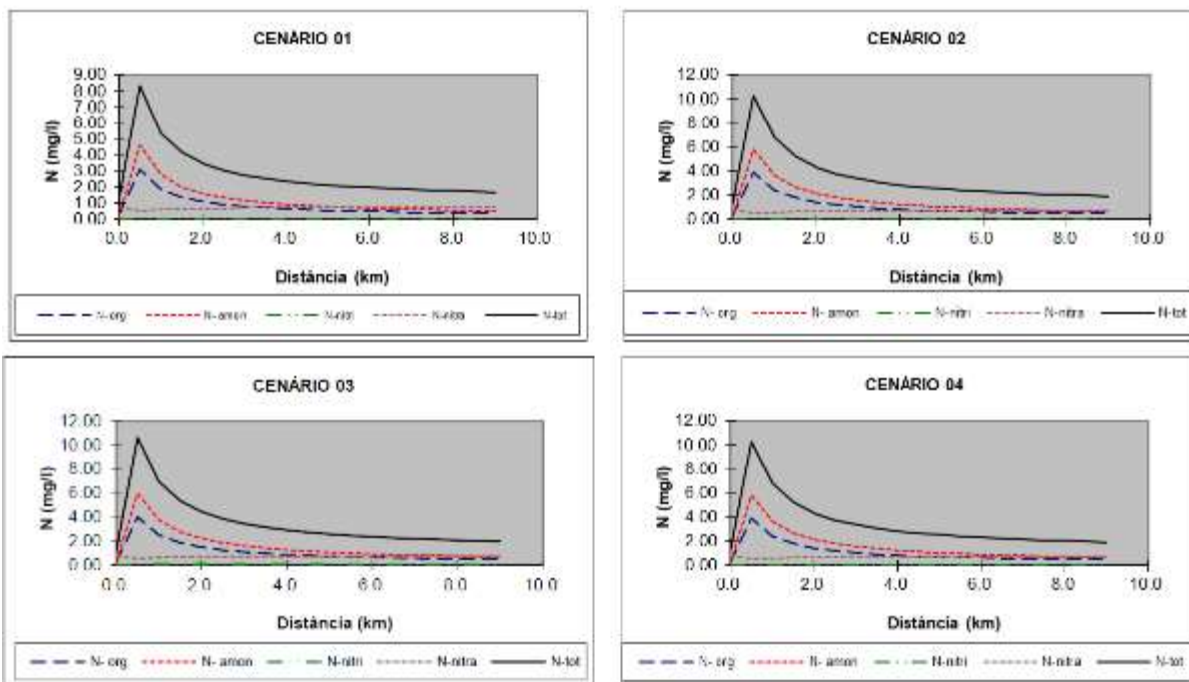 CENÁRIO 01
N (mg/l)
9.00
8.00
7.00
6.00
5.00
4.00
3.00
2.00
1.00
0.00
0.0 2.0 4.0 6.0 8.0 10.0
Distância (km)
N- org N- amon N-nitri N-nitra N-tot
CENÁRIO 02
N (mg/l)
12.00
10.00
8.00
6.00
4.00
2.00
0.00
0.0 2.0 4.0 6.0 8.0 10.0
Distância (km)
N- org N- amon N-nitri N-nitra N-tot
CENÁRIO 03
N (mg/l)
12.00
10.00
8.00
6.00
4.00
2.00
0.00
0.0 2.0 4.0 6.0 8.0 10.0
Distância (km)
N- org N- amon N-nitri N-nitra N-tot
CENÁRIO 04
N (mg/l)
12.00
10.00
8.00
6.00
4.00
2.00
0.00
0.0 2.0 4.0 6.0 8.0 10.0
Distância (km)
N- org N- amon N-nitri N-nitra N-tot